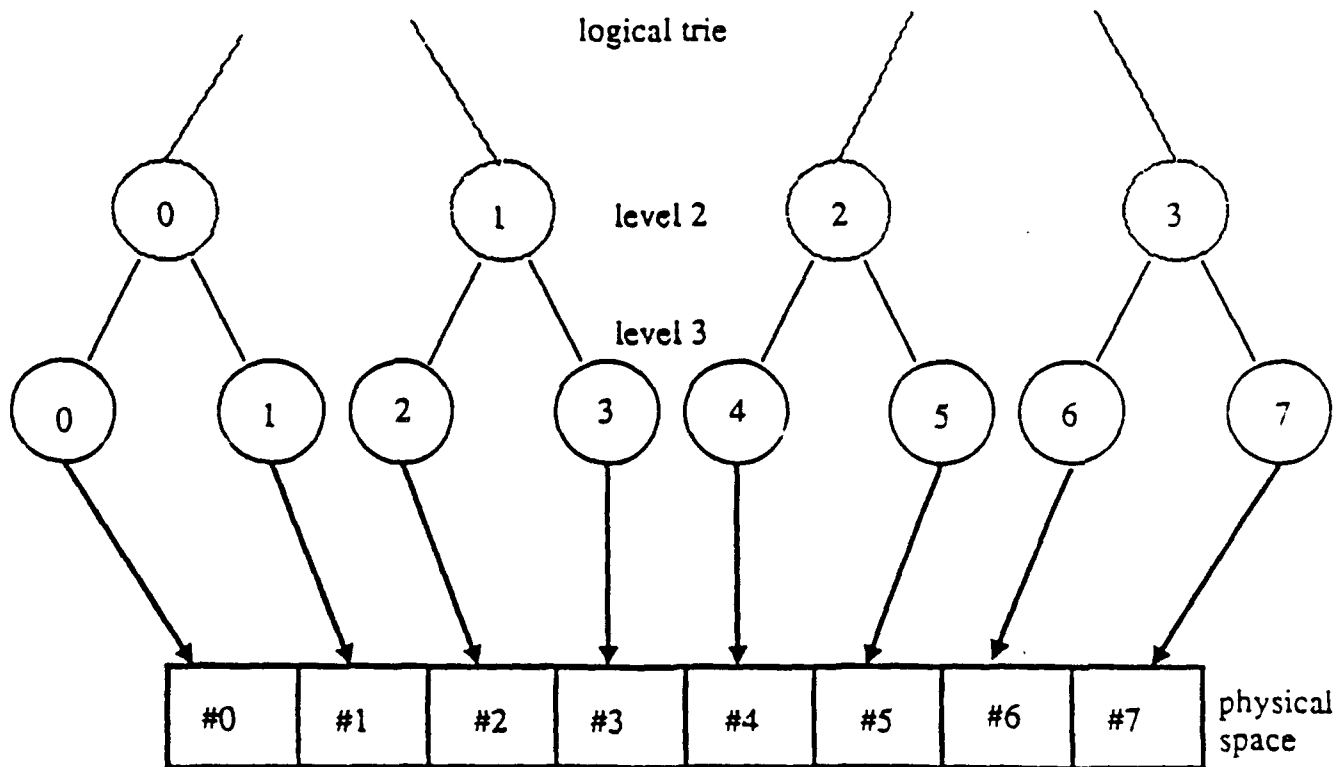 logical trie
0 1 level 2 2 3
level 3
0 1 2 3 4 5 6 7
#0 #1 #2 #3 #4 #5 #6 #7 physical
space